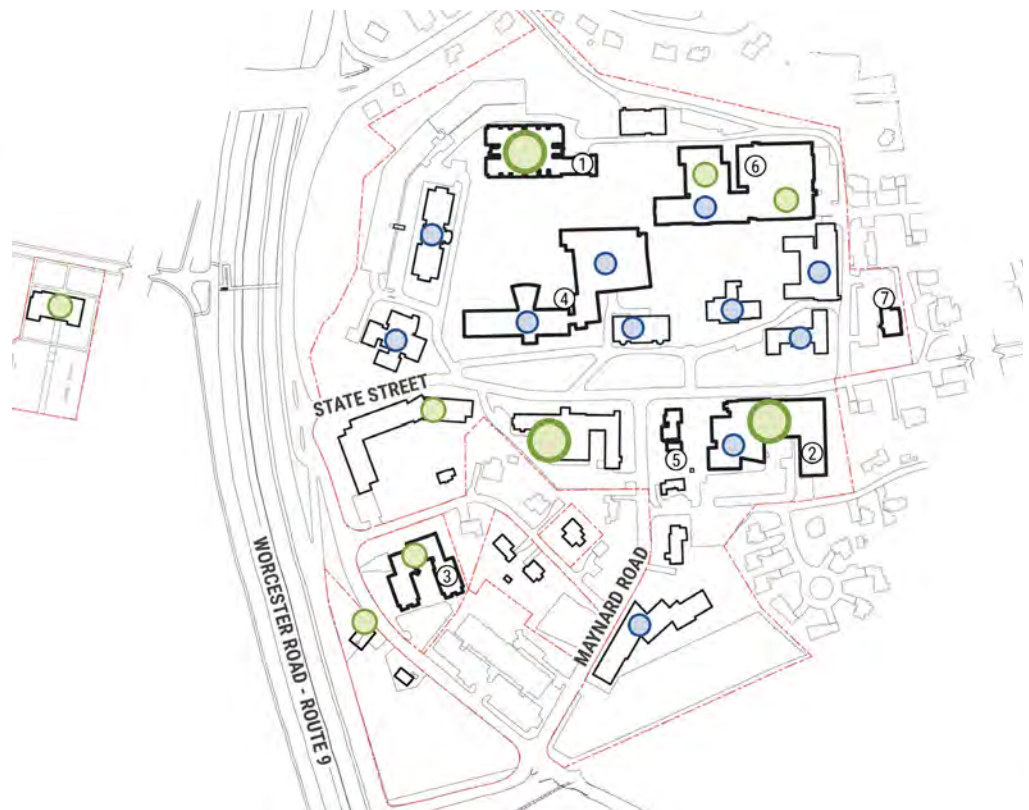 ①
⑥
⑦
④
STATE STREET
⑤
②
③
MAYNARD ROAD
WORCESTER ROAD - ROUTE 9